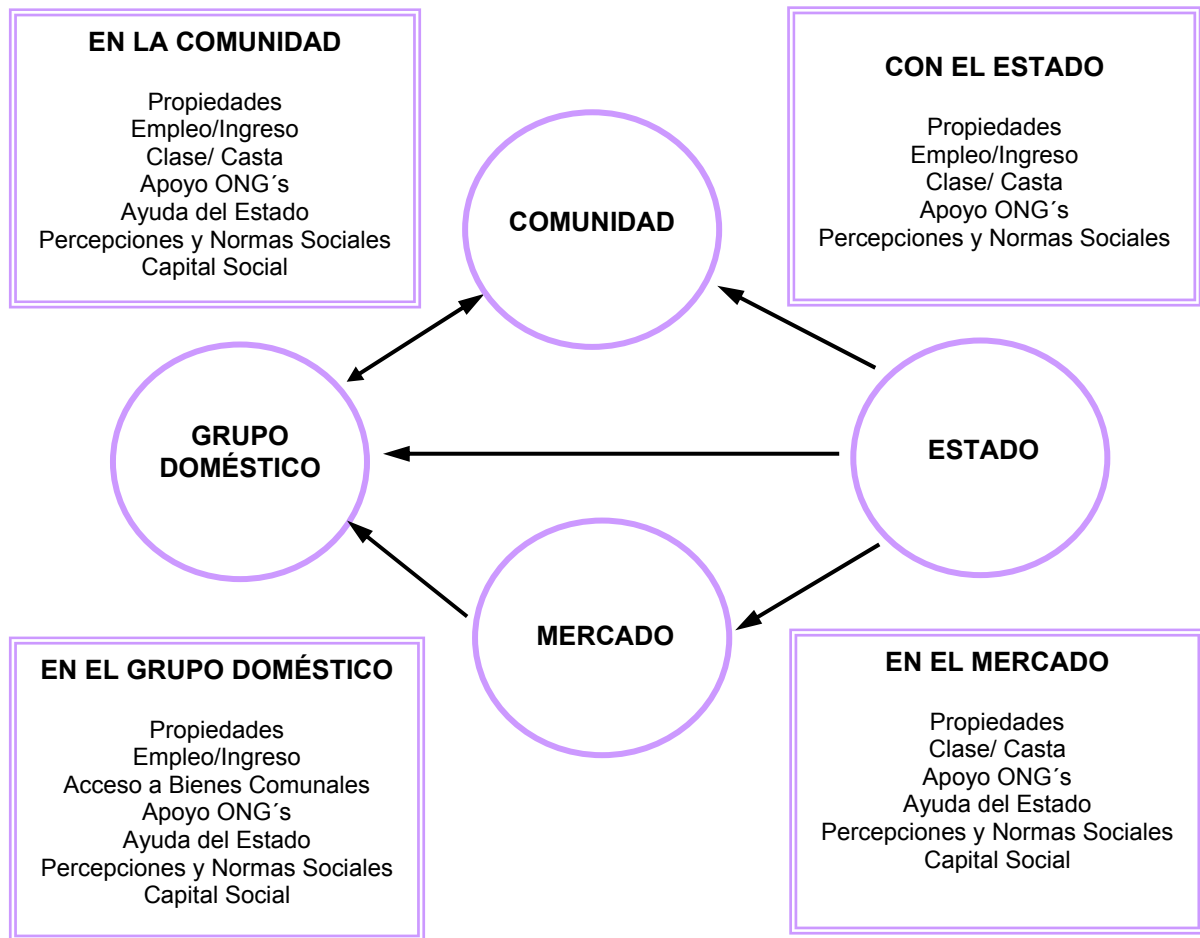 EN LA COMUNIDAD
Propiedades
Empleo/Ingreso
Clase/ Casta
Apoyo ONG´s
Ayuda del Estado
Percepciones y Normas Sociales
Capital Social
CON EL ESTADO
Propiedades
Empleo/Ingreso
Clase/ Casta
Apoyo ONG´s
Percepciones y Normas Sociales
COMUNIDAD
GRUPO
DOMÉSTICO
ESTADO
MERCADO
EN EL GRUPO DOMÉSTICO
Propiedades
Empleo/Ingreso
Acceso a Bienes Comunales
Apoyo ONG´s
Ayuda del Estado
Percepciones y Normas Sociales
Capital Social
EN EL MERCADO
Propiedades
Clase/ Casta
Apoyo ONG´s
Ayuda del Estado
Percepciones y Normas Sociales
Capital Social